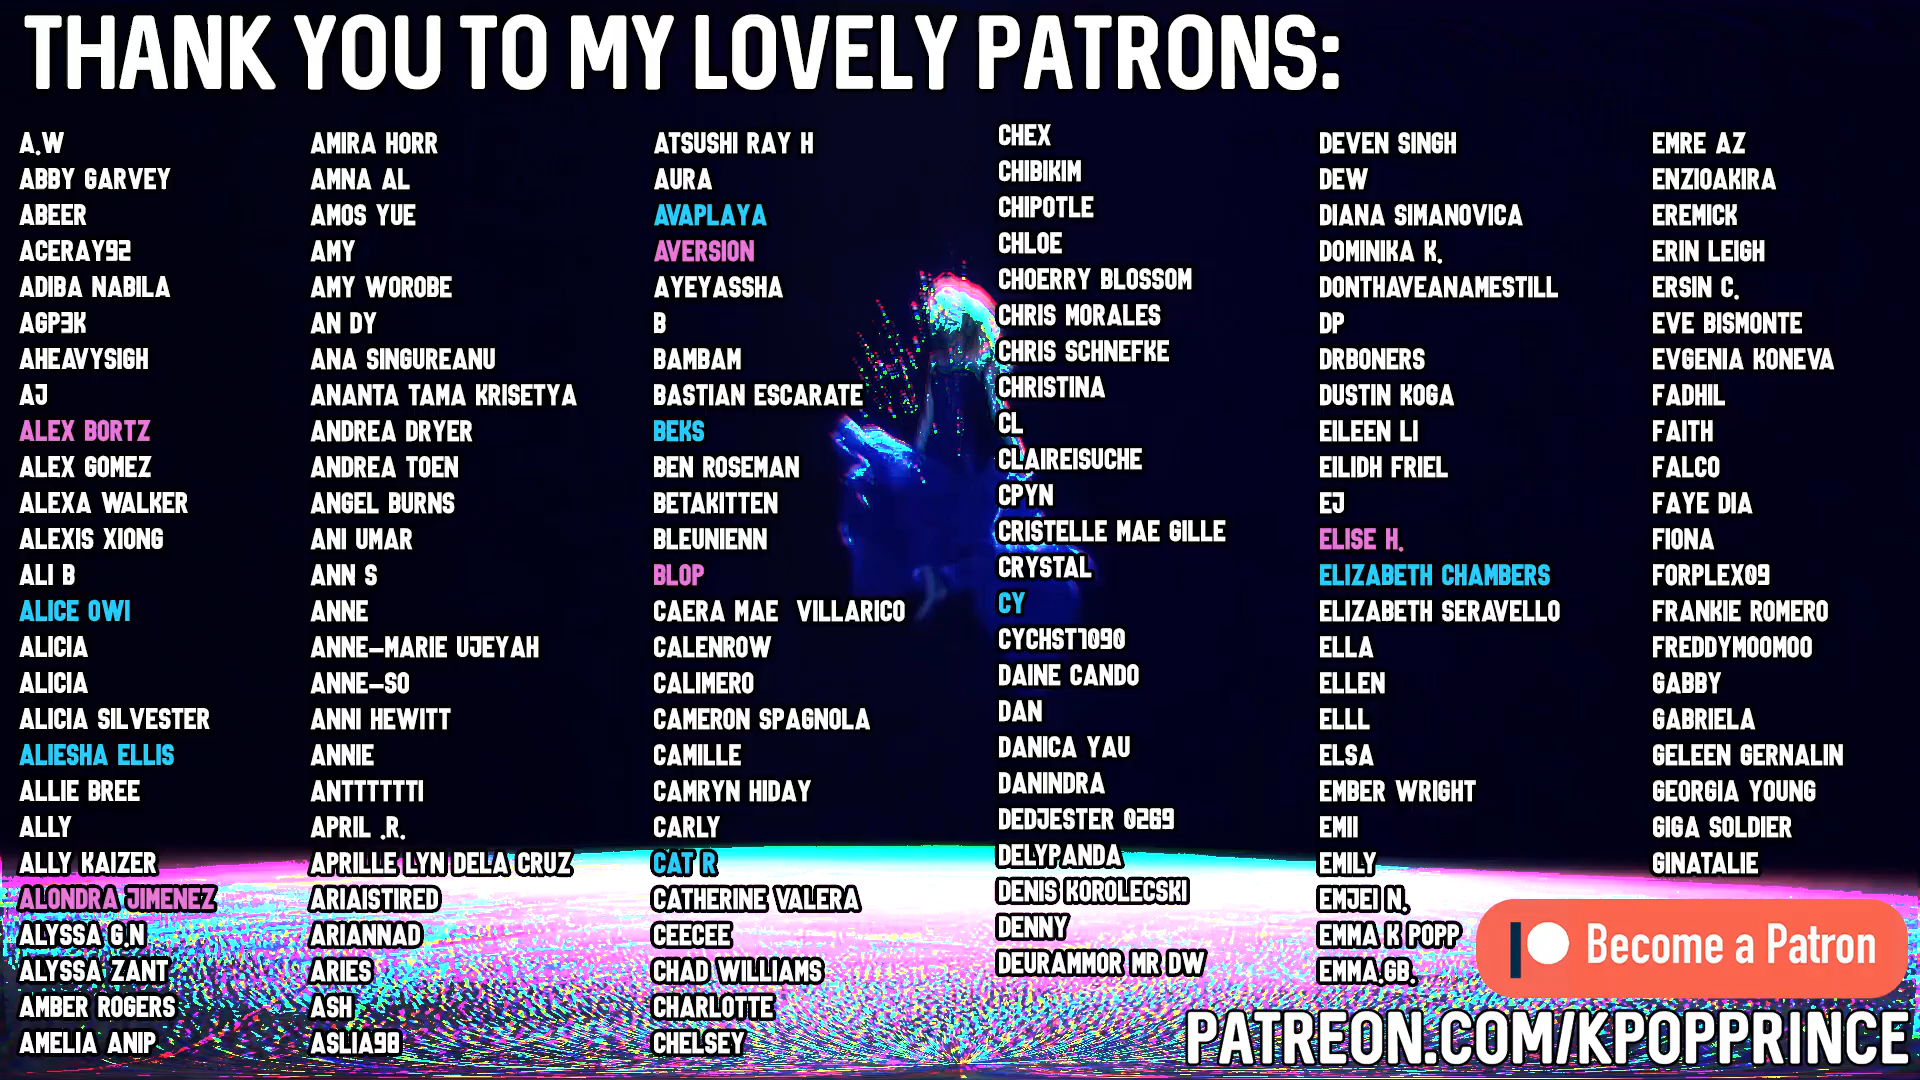 THANK YOU TO MY LOVELY PATRONS:
A.W
ABBY GARVEY
ABEER
ACERAY92
ADIBA NABILA
AGP3K
AHEAVYSIGH
AJ
ALEX BORTZ
ALEX GOMEZ
ALEXA WALKER
ALEXIS XIONG
ALI B
ALICE OWI
ALICIA
ALICIA
ALICIA SILVESTER
ALIESHA ELLIS
ALLIE BREE
ALLY
ALLY KAIZER
ALONDRA JIMENEZ
ALYSSA G.N
ALYSSA ZANT
AMBER ROGERS
AMELIA ANIP
AMIRA HORR
AMNA AL
AMOS YUE
AMY
AMY WOROBE
AN DY
ANA SINGUREANU
ANANTA TAMA KRISETYA
ANDREA DRYER
ANDREA TOEN
ANGEL BURNS
ANI UMAR
ANN S
ANNE
ANNE-MARIE UJEYAH
ANNE-SO
ANNI HEWITT
ANNIE
ANTTTTTTI
APRIL .R.
APRILLE LYN DELA CRUZ
ARIAISTIRED
ARIANNAD
ARIES
ASH
ASLIA98
ATSUSHI RAY H
AURA
AVAPLAYA
AVERSION
AYEYASSHA
B
BAMBAM
BASTIAN ESCARATE
BEKS
BEN ROSEMAN
BETAKITTEN
BLEUNIENN
BLOP
CAERA MAE  VILLARICO
CALENROW
CALIMERO
CAMERON SPAGNOLA
CAMILLE
CAMRYN HIDAY
CARLY
CAT R
CATHERINE VALERA
CEECEE
CHAD WILLIAMS
CHARLOTTE
CHELSEY
CHEX
CHIBIKIM
CHIPOTLE
CHLOE
CHOERRY BLOSSOM
CHRIS MORALES
CHRIS SCHNEFKE
CHRISTINA
CL
CLAIREISUCHE
CPYN
CRISTELLE MAE GILLE
CRYSTAL
CY
CYCHST1090
DAINE CANDO
DAN
DANICA YAU
DANINDRA
DEDJESTER 0269
DELYPANDA
DENIS KOROLECSKI
DENNY
DEURAMMOR MR DW
DEVEN SINGH
DEW
DIANA SIMANOVICA
DOMINIKA K.
DONTHAVEANAMESTILL
DP
DRBONERS
DUSTIN KOGA
EILEEN LI
EILIDH FRIEL
EJ
ELISE H.
ELIZABETH CHAMBERS
ELIZABETH SERAVELLO
ELLA
ELLEN
ELLL
ELSA
EMBER WRIGHT
EMII
EMILY
EMJEI N.
EMMA K POPP
EMMA.GB.
EMRE AZ
ENZIOAKIRA
EREMICK
ERIN LEIGH
ERSIN C.
EVE BISMONTE
EVGENIA KONEVA
FADHIL
FAITH
FALCO
FAYE DIA
FIONA
FORPLEX09
FRANKIE ROMERO
FREDDYMOOMOO
GABBY
GABRIELA
GELEEN GERNALIN
GEORGIA YOUNG
GIGA SOLDIER
GINATALIE
Become a Patron
PATREON.COM/KPOPPRINCE